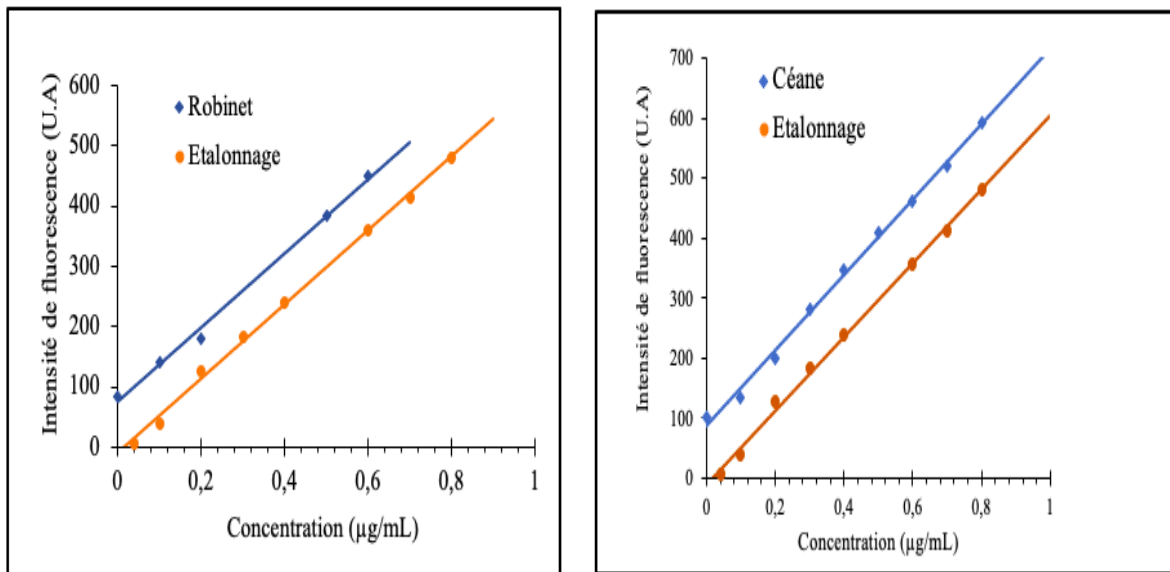 Intensité de fluorescence (U.A)
600
500
400
300
200
100
0
Robinet
Etalonnage
0 0,2 0,4 0,6 0,8 1
Concentration (µg/mL)
Intensité de fluorescence (U.A)
700
600
500
400
300
200
100
0
Céane
Etalonnage
0 0,2 0,4 0,6 0,8 1
Concentration (µg/mL)